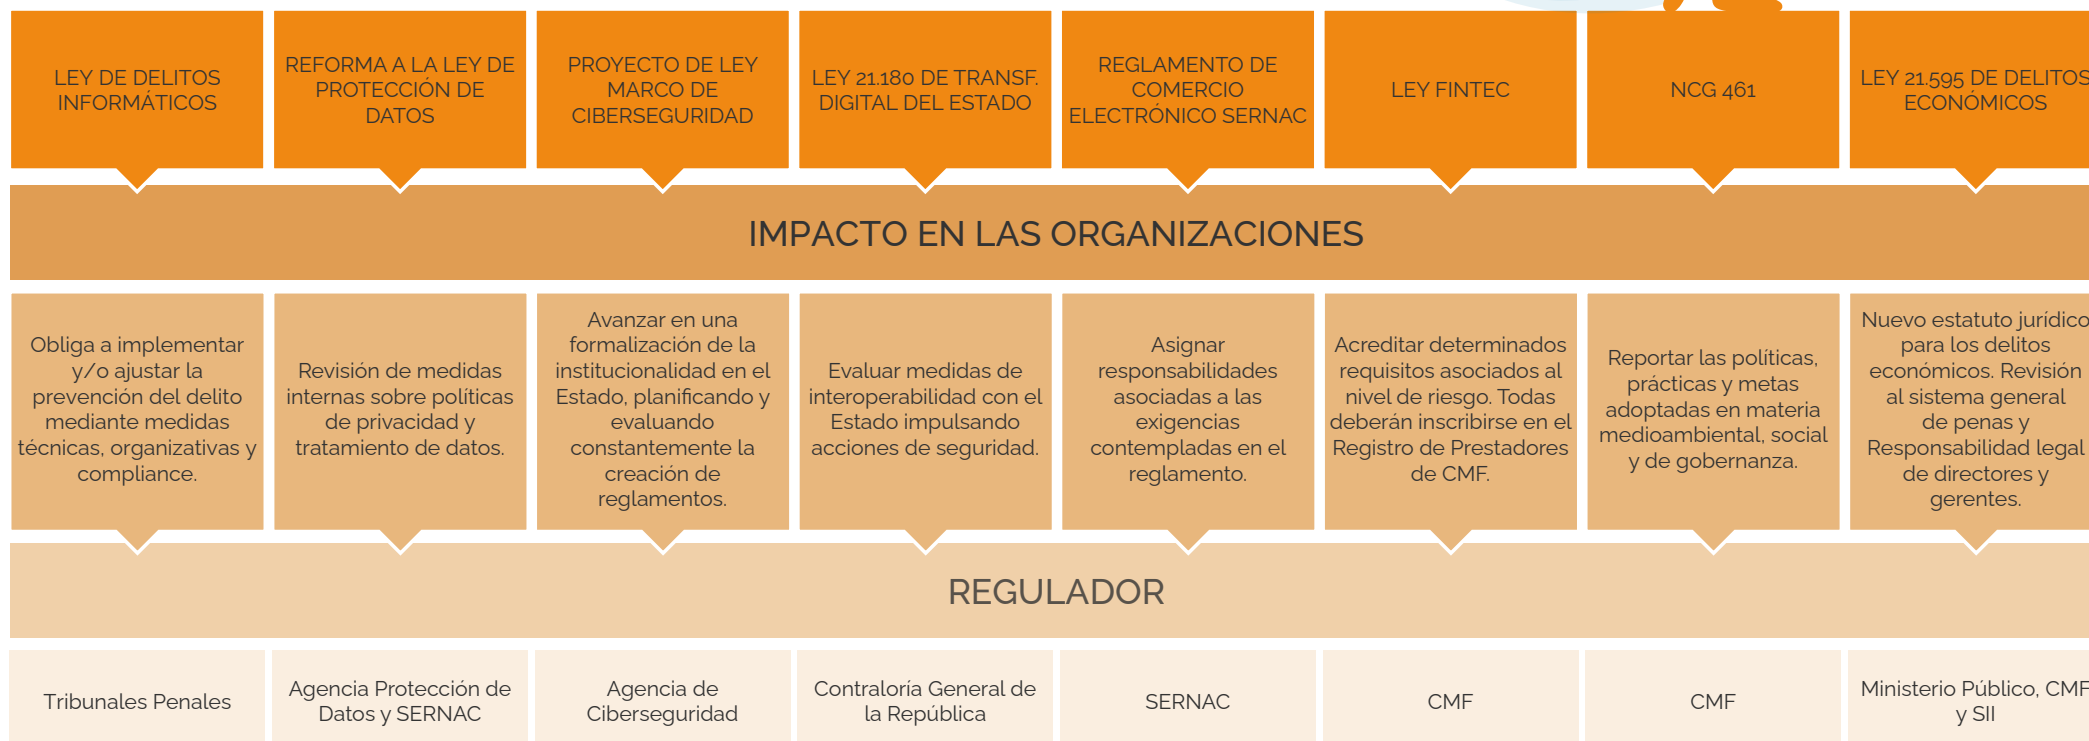 LEY DE DELITOS
INFORMÁTICOS
REFORMA A LA LEY DE
PROTECCIÓN DE
DATOS
PROYECTO DE LEY
MARCO DE
CIBERSEGURIDAD
LEY 21.180 DE TRANSF.
DIGITAL DEL ESTADO
REGLAMENTO DE
COMERCIO
ELECTRÓNICO SERNAC
LEY FINTEC
NCG 461
LEY 21.595 DE DELITOS
ECONÓMICOS
IMPACTO EN LAS ORGANIZACIONES
Obliga a implementar
y/o ajustar la
prevención del delito
mediante medidas
técnicas, organizativas y
compliance.
Revisión de medidas
internas sobre políticas
de privacidad y
tratamiento de datos.
Avanzar en una
formalización de la
institucionalidad en el
Estado, planificando y
evaluando
constantemente la
creación de
reglamentos.
Evaluar medidas de
interoperabilidad con el
Estado impulsando
acciones de seguridad.
Asignar
responsabilidades
asociadas a las
exigencias
contempladas en el
reglamento.
Acreditar determinados
requisitos asociados al
nivel de riesgo. Todas
deberán inscribirse en el
Registro de Prestadores
de CMF.
Reportar las políticas,
prácticas y metas
adoptadas en materia
medioambiental, social
y de gobernanza.
Nuevo estatuto jurídico
para los delitos
económicos. Revisión
al sistema general
de penas y
Responsabilidad legal
de directores y
gerentes.
REGULADOR
Tribunales Penales
Agencia Protección de
Datos y SERNAC
Agencia de
Ciberseguridad
Contraloría General de
la República
SERNAC
CMF
CMF
Ministerio Público, CMF
y SII